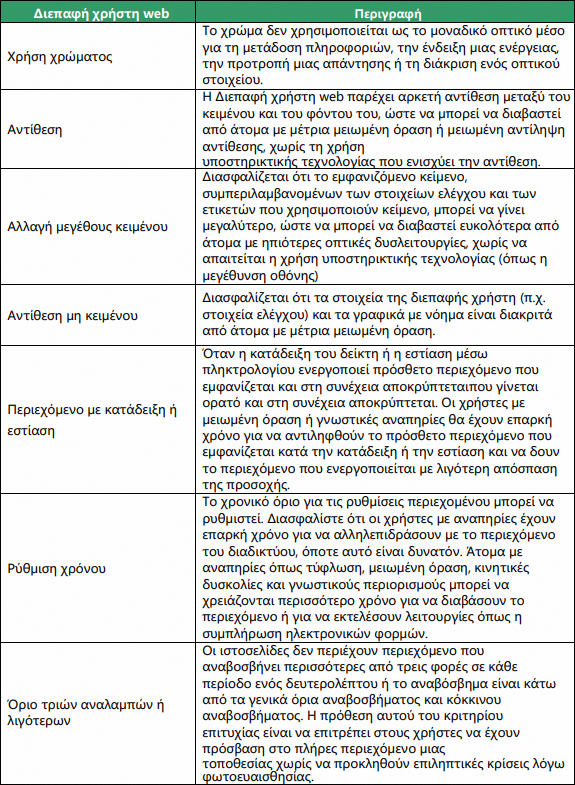 Διεπαφή χρήστη web
Περιγραφή
Χρήση χρώματος
Το χρώμα δεν χρησιμοποιείται ως το μοναδικό οπτικό μέσο
για τη μετάδοση πληροφοριών, την ένδειξη μιας ενέργειας,
την προτροπή μιας απάντησης ή τη διάκριση ενός οπτικού
στοιχείου.
Αντίθεση
Η Διεπαφή χρήστη web παρέχει αρκετή αντίθεση μεταξύ του
κειμένου και του φόντου του, ώστε να μπορεί να διαβαστεί
από άτομα με μέτρια μειωμένη όραση ή μειωμένη αντίληψη
αντίθεσης, χωρίς τη χρήση
υποστηρικτικής τεχνολογίας που ενισχύει την αντίθεση.
Αλλαγή μεγέθους κειμένου
Διασφαλίζεται ότι το εμφανιζόμενο κείμενο,
συμπεριλαμβανομένων των στοιχείων ελέγχου και των
ετικετών που χρησιμοποιούν κείμενο, μπορεί να γίνει
μεγαλύτερο, ώστε να μπορεί να διαβαστεί ευκολότερα από
άτομα με ηπιότερες οπτικές δυσλειτουργίες, χωρίς να
απαιτείται η χρήση υποστηρικτικής τεχνολογίας (όπως η
μεγέθυνση οθόνης)
Αντίθεση μη κειμένου
Διασφαλίζεται ότι τα στοιχεία της διεπαφής χρήστη (π.χ.
στοιχεία ελέγχου) και τα γραφικά με νόημα είναι διακριτά
από άτομα με μέτρια μειωμένη όραση.
Περιεχόμενο με κατάδειξη ή
εστίαση
Όταν η κατάδειξη του δείκτη ή η εστίαση μέσω
πληκτρολογίου ενεργοποιεί πρόσθετο περιεχόμενο που
εμφανίζεται και στη συνέχεια αποκρύπτεταιπου γίνεται
ορατό και στη συνέχεια αποκρύπτεται. Οι χρήστες με
μειωμένη όραση ή γνωστικές αναπηρίες θα έχουν επαρκή
χρόνο για να αντιληφθούν το πρόσθετο περιεχόμενο που
εμφανίζεται κατά την κατάδειξη ή την εστίαση και να δουν
το περιεχόμενο που ενεργοποιείται με λιγότερη απόσπαση
της προσοχής.
Ρύθμιση χρόνου
Το χρονικό όριο για τις ρυθμίσεις περιεχομένου μπορεί να
ρυθμιστεί. Διασφαλίστε ότι οι χρήστες με αναπηρίες έχουν
επαρκή χρόνο για να αλληλεπιδράσουν με το περιεχόμενο
του διαδικτύου, όποτε αυτό είναι δυνατόν. Άτομα με
αναπηρίες όπως τύφλωση, μειωμένη όραση, κινητικές
δυσκολίες και γνωστικές περιορισμούς μπορεί να
χρειάζονται περισσότερο χρόνο για να διαβάσουν το
περιεχόμενο ή για να εκτελέσουν λειτουργίες όπως η
συμπλήρωση ηλεκτρονικών φορμών.
Όριο τριών αναλαμπών ή
λιγότερων
Οι ιστοσελίδες δεν περιέχουν περιεχόμενο που
αναβοσβήνει περισσότερες από τρεις φορές σε κάθε
περίοδο ενός δευτερολέπτου ή το αναβόσβημα είναι κάτω
από τα γενικά όρια αναβοσβήματος και κόκκινου
αναβοσβήματος. Η πρόθεση αυτού του κριτηρίου
επιτυχίας είναι να επιτρέπει στους χρήστες να έχουν
πρόσβαση στο πλήρες περιεχόμενο μιας
τοποθεσίας χωρίς να προκληθούν επιληπτικές κρίσεις λόγω
φωτοευαισθησίας.